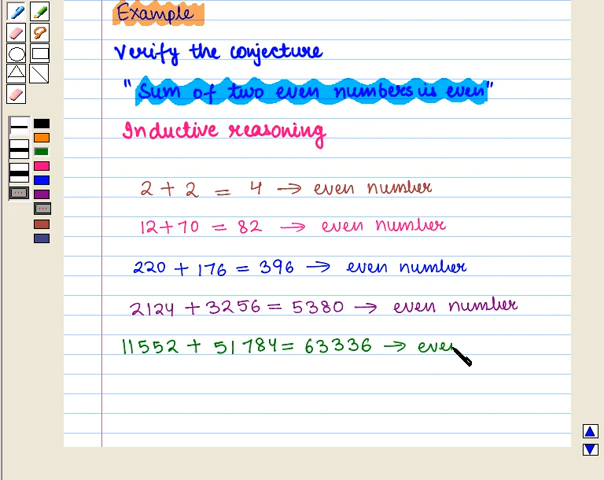 Example
Verify the conjecture
"Sum of two even numbers is even"
Inductive reasoning
2 + 2 = 4 → even number
12+70 = 82 → even number
220 + 176 = 396 → even number
2124 + 3256 = 5380 → even number
11552 + 51784 = 63336 → eve